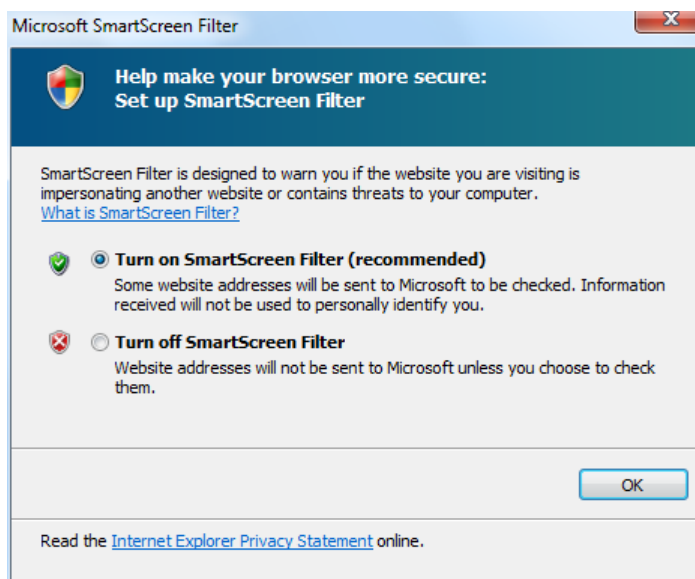 Microsoft SmartScreen Filter
Help make your browser more secure:
Set up SmartScreen Filter
SmartScreen Filter is designed to warn you if the website you are visiting is
impersonating another website or contains threats to your computer.
What is SmartScreen Filter?
Turn on SmartScreen Filter (recommended)
Some website addresses will be sent to Microsoft to be checked. Information
received will not be used to personally identify you.
Turn off SmartScreen Filter
Website addresses will not be sent to Microsoft unless you choose to check
them.
OK
Read the Internet Explorer Privacy Statement online.